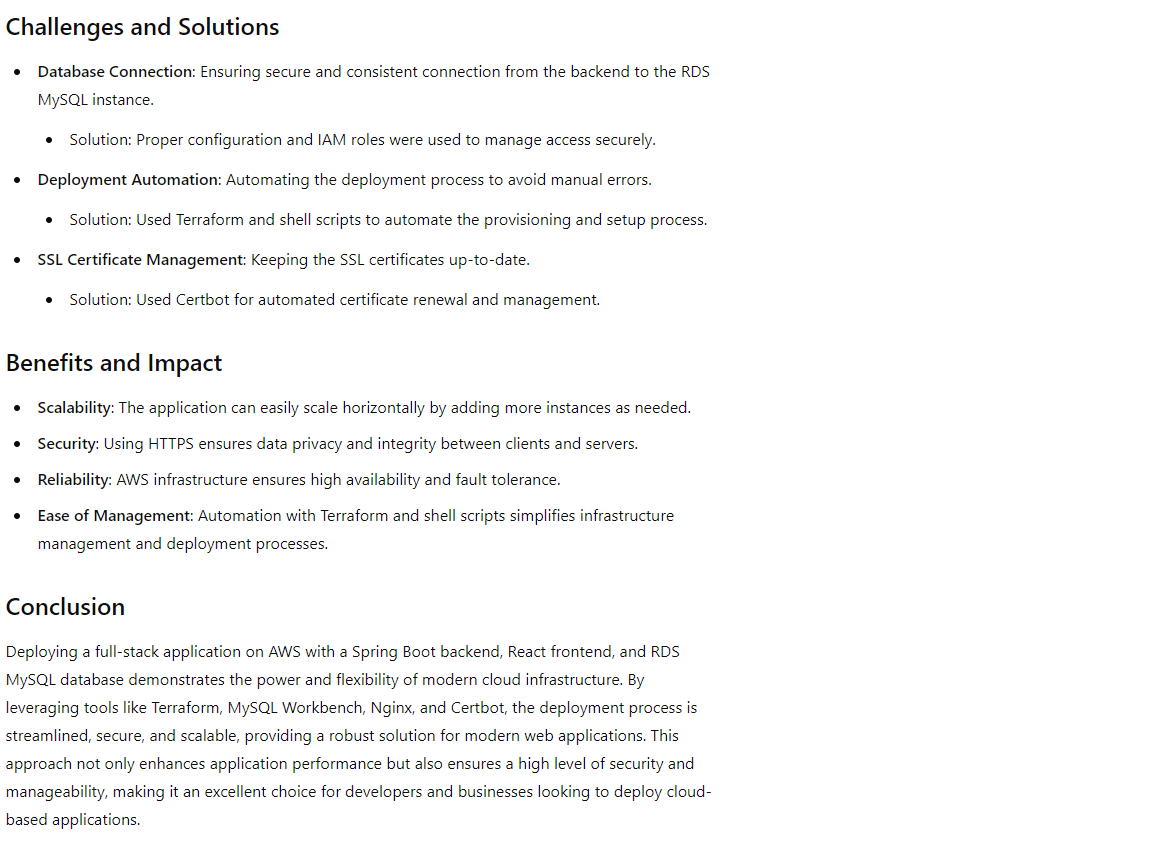 Challenges and Solutions
• Database Connection: Ensuring secure and consistent connection from the backend to the RDS
MySQL instance.
• Solution: Proper configuration and IAM roles were used to manage access securely.
• Deployment Automation: Automating the deployment process to avoid manual errors.
• Solution: Used Terraform and shell scripts to automate the provisioning and setup process.
• SSL Certificate Management: Keeping the SSL certificates up-to-date.
• Solution: Used Certbot for automated certificate renewal and management.
Benefits and Impact
• Scalability: The application can easily scale horizontally by adding more instances as needed.
• Security: Using HTTPS ensures data privacy and integrity between clients and servers.
• Reliability: AWS infrastructure ensures high availability and fault tolerance.
• Ease of Management: Automation with Terraform and shell scripts simplifies infrastructure
management and deployment processes.
Conclusion
Deploying a full-stack application on AWS with a Spring Boot backend, React frontend, and RDS
MySQL database demonstrates the power and flexibility of modern cloud infrastructure. By
leveraging tools like Terraform, MySQL Workbench, Nginx, and Certbot, the deployment process is
streamlined, secure, and scalable, providing a robust solution for modern web applications. This
approach not only enhances application performance but also ensures a high level of security and
manageability, making it an excellent choice for developers and businesses looking to deploy cloud-
based applications.